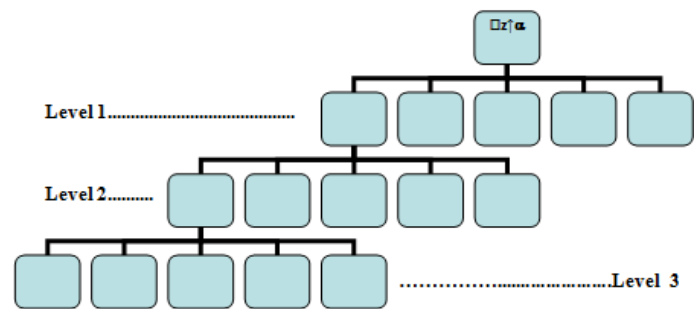 □z↑α
Level 1.........................................
Level 2..........
……………..........................Level 3